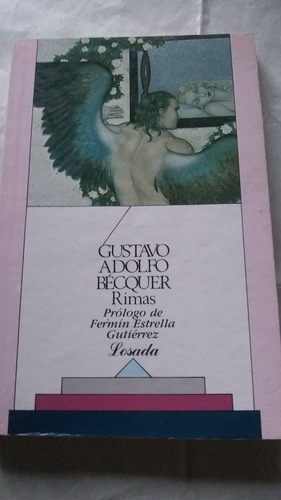 GUSTAVO
ADOLFO
BÉCQUER
Rimas
Prólogo de
Fermín Estrella
Gutiérrez
Losada